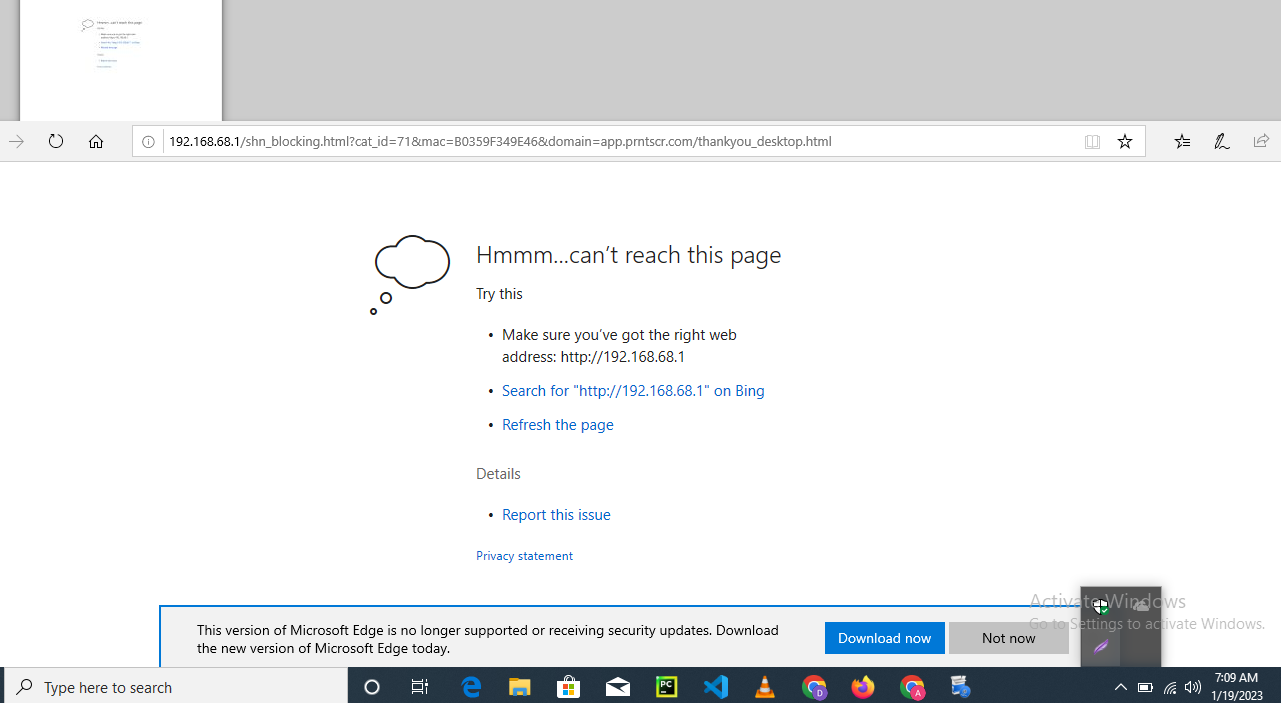 192.168.68.1/shn_blocking.html?cat_id=71&mac=B0359F349E46&domain=app.prntscr.com/thankyou_desktop.html
Hmmm...can’t reach this page
Try this
• Make sure you’ve got the right web
address: http://192.168.68.1
• Search for "http://192.168.68.1" on Bing
• Refresh the page
Details
• Report this issue
Privacy statement
This version of Microsoft Edge is no longer supported or receiving security updates. Download
the new version of Microsoft Edge today.
Download now
Not now
Activate Windows
Go to Settings to activate Windows.
Type here to search
PC
D
A
7:09 AM
1/19/2023